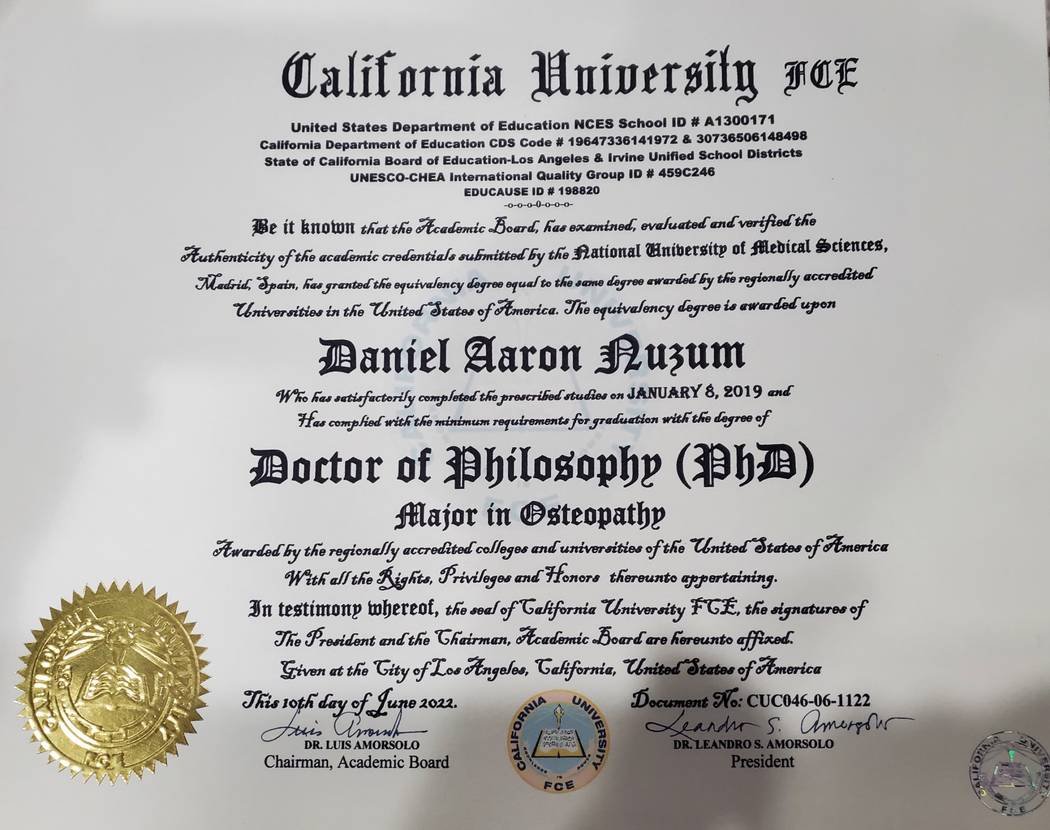 California University FCE
United States Department of Education NCES School ID # A1300171
California Department of Education CDS Code # 19647336141972 & 30736506148498
State of California Board of Education-Los Angeles & Irvine Unified School Districts
UNESCO-CHEA International Quality Group ID # 459C246
EDUCAUSE ID # 198820
-o-o-o-0-o-o-o-
Be it known that the Academic Board, has examined, evaluated and verified the
Authenticity of the academic credentials submitted by the National University of Medical Sciences,
Madrid, Spain, has granted the equivalency degree equal to the same degree awarded by the regionally accredited
Universities in the United States of America. The equivalency degree is awarded upon
Daniel Aaron Nuzum
Who has satisfactorily completed the prescribed studies on JANUARY 8, 2019 and
Has complied with the minimum requirements for graduation with the degree of
Doctor of Philosophy (PhD)
Major in Osteopathy
Awarded by the regionally accredited colleges and universities of the United States of America
With all the Rights, Privileges and Honors thereunto appertaining.
In testimony whereof, the seal of California University FCE, the signatures of
The President and the Chairman, Academic Board are hereunto affixed.
Given at the City of Los Angeles, California, United States of America
This 10th day of June 2022.
Document No: CUC046-06-1122
Leandro S. Amorsolo
DR. LUIS AMORSOLO
Chairman, Academic Board
DR. LEANDRO S. AMORSOLO
President
CALIFORNIA UNIVERSITY
FCE
CALIFORNIA UNIVERSITY
FCE
CALIFORNIA UNIVERSITY
FCE